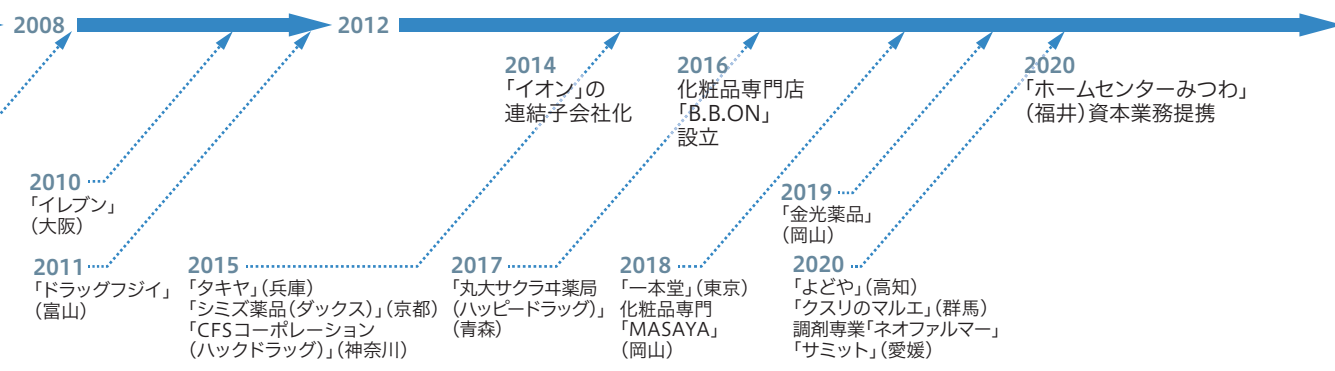 2008
2012
2014
「イオン」の
連結子会社化
2016
化粧品専門店
「B.B.ON」
設立
2020
「ホームセンターみつわ」
(福井)資本業務提携
2010
「イレブン」
(大阪)
2011
「ドラッグフジイ」
(富山)
2015
「タキヤ」(兵庫)
「シミズ薬品(ダックス)」(京都)
「CFSコーポレーション
(ハックドラッグ)」(神奈川)
2017
「丸大サクラヰ薬局
(ハッピードラッグ)」
(青森)
2018
「一本堂」(東京)
化粧品専門
「MASAYA」
(岡山)
2019
「金光薬品」
(岡山)
2020
「よどや」(高知)
「クスリのマルエ」(群馬)
調剤専業「ネオファルマー」
「サミット」(愛媛)